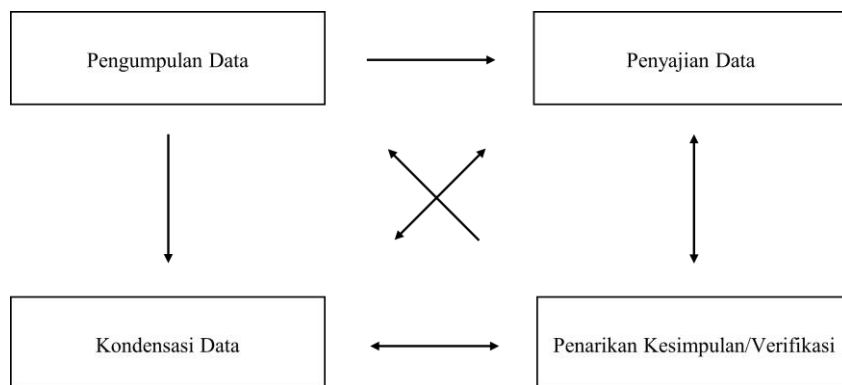 Pengumpulan Data
Penyajian Data
Kondensasi Data
Penarikan Kesimpulan/Verifikasi